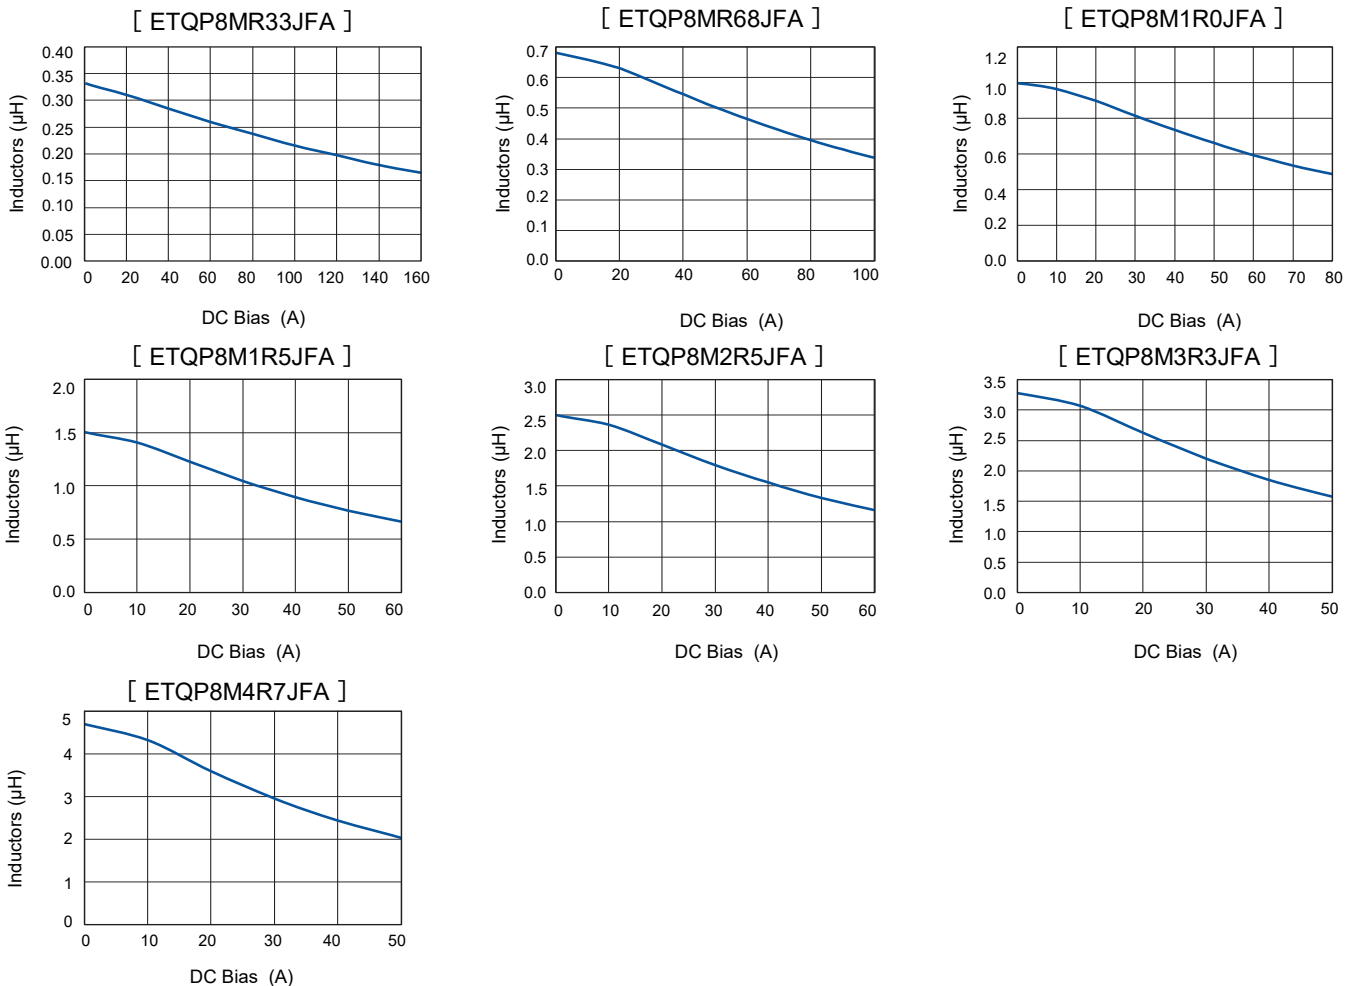 [ ETQP8MR33JFA ]
Inductors (μH)
0.40
0.35
0.30
0.25
0.20
0.15
0.10
0.05
0.00
0 20 40 60 80 100 120 140 160
DC Bias (A)
[ ETQP8MR68JFA ]
Inductors (μH)
0.7
0.6
0.5
0.4
0.3
0.2
0.1
0.0
0 20 40 60 80 100
DC Bias (A)
[ ETQP8M1R0JFA ]
Inductors (μH)
1.2
1.0
0.8
0.6
0.4
0.2
0.0
0 10 20 30 40 50 60 70 80
DC Bias (A)
[ ETQP8M1R5JFA ]
Inductors (μH)
2.0
1.5
1.0
0.5
0.0
0 10 20 30 40 50 60
DC Bias (A)
[ ETQP8M2R5JFA ]
Inductors (μH)
3.0
2.5
2.0
1.5
1.0
0.5
0.0
0 10 20 30 40 50 60
DC Bias (A)
[ ETQP8M3R3JFA ]
Inductors (μH)
3.5
3.0
2.5
2.0
1.5
1.0
0.5
0.0
0 10 20 30 40 50
DC Bias (A)
[ ETQP8M4R7JFA ]
Inductors (μH)
5
4
3
2
1
0
0 10 20 30 40 50
DC Bias (A)